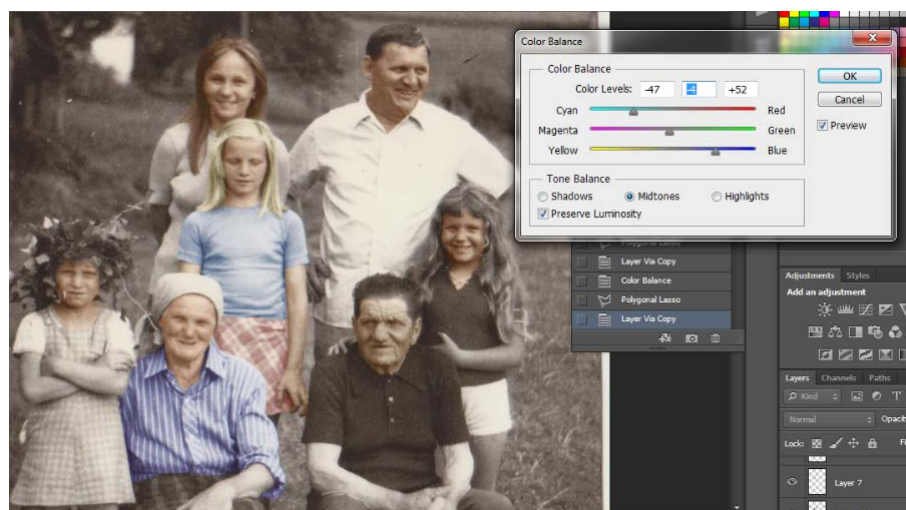 Color Balance
Color Balance
Color Levels: -47 -4 +52
Cyan Red
Magenta Green
Yellow Blue
Tone Balance
Shadows Midtones Highlights
Preserve Luminosity
OK
Cancel
Preview
Polygonal Lasso
Layer Via Copy
Color Balance
Polygonal Lasso
Layer Via Copy
Adjustments Styles
Add an adjustment
Layers Channels Paths
Kind
Normal
Lock:
Layer 7